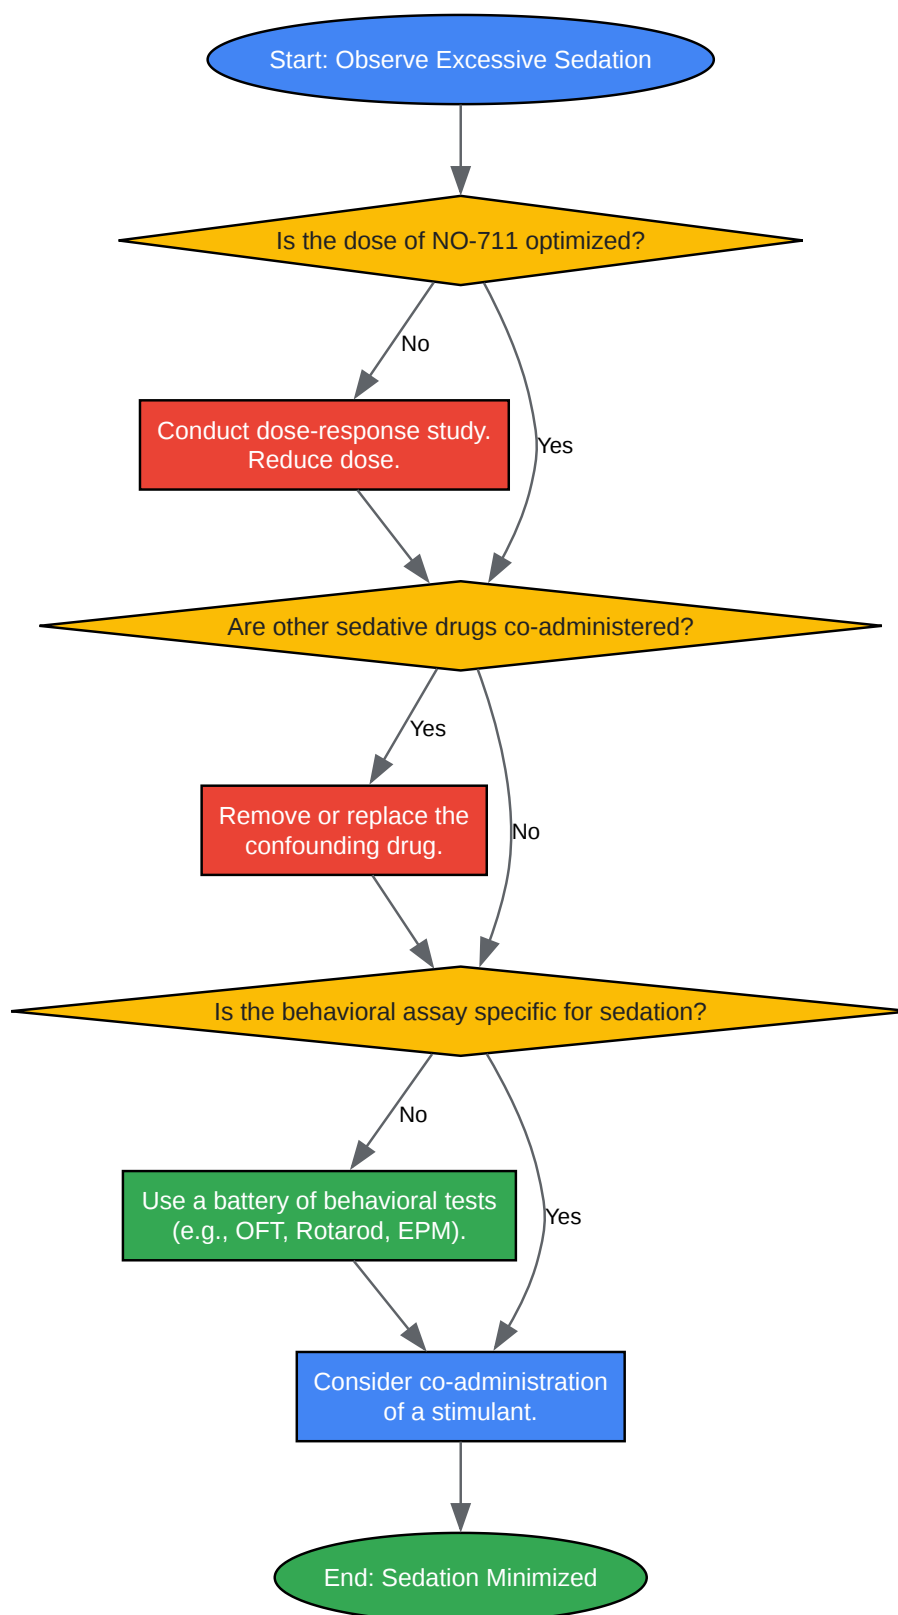 Start: Observe Excessive Sedation
Is the dose of NO-711 optimized?
No
Conduct dose-response study.
Reduce dose.
Yes
Are other sedative drugs co-administered?
Yes
Remove or replace the
confounding drug.
No
Is the behavioral assay specific for sedation?
No
Use a battery of behavioral tests
(e.g., OFT, Rotarod, EPM).
Yes
Consider co-administration
of a stimulant.
End: Sedation Minimized